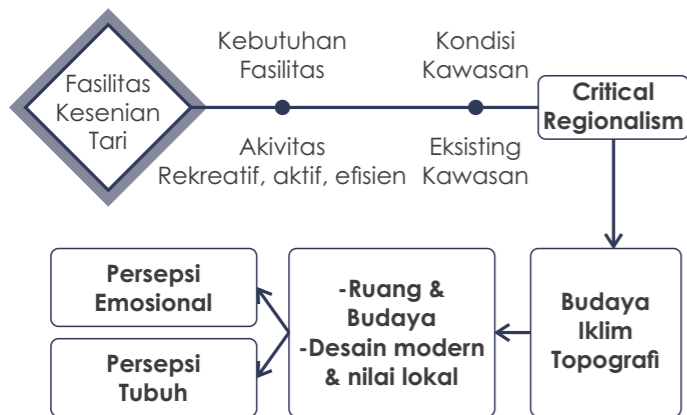 Fasilitas
Kesenian
Tari
Kebutuhan
Fasilitas
Akivitas
Rekreatif, aktif, efisien
Kondisi
Kawasan
Eksisting
Kawasan
Critical
Regionalism
Budaya
Iklim
Topografi
-Ruang &
Budaya
-Desain modern
& nilai lokal
Persepsi
Emosional
Persepsi
Tubuh